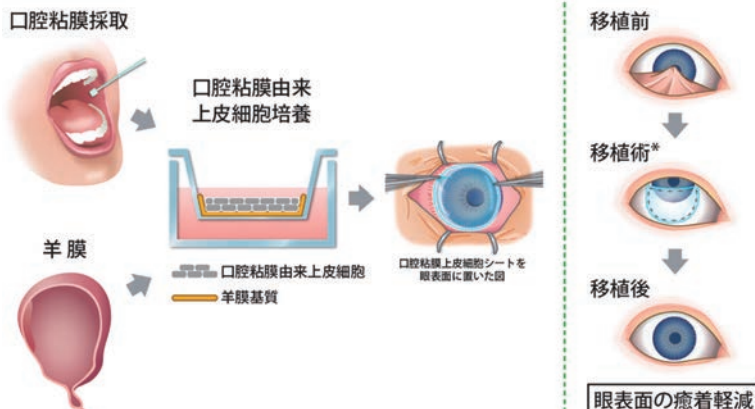 口腔粘膜採取
口腔粘膜由来
上皮細胞培養
羊膜
口腔粘膜由来上皮細胞
羊膜基質
口腔粘膜上皮細胞シートを
眼表面に置いた図
移植前
移植術*
移植後
眼表面の癒着軽減